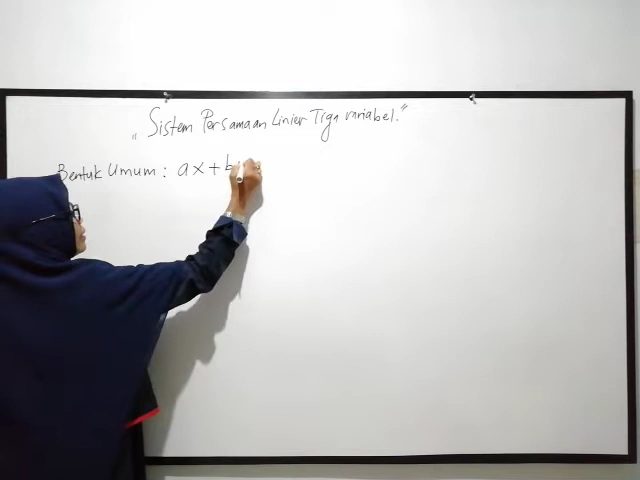 „Sistem Persamaan Linier Tiga variabel.“
Bentuk Umum : ax + b